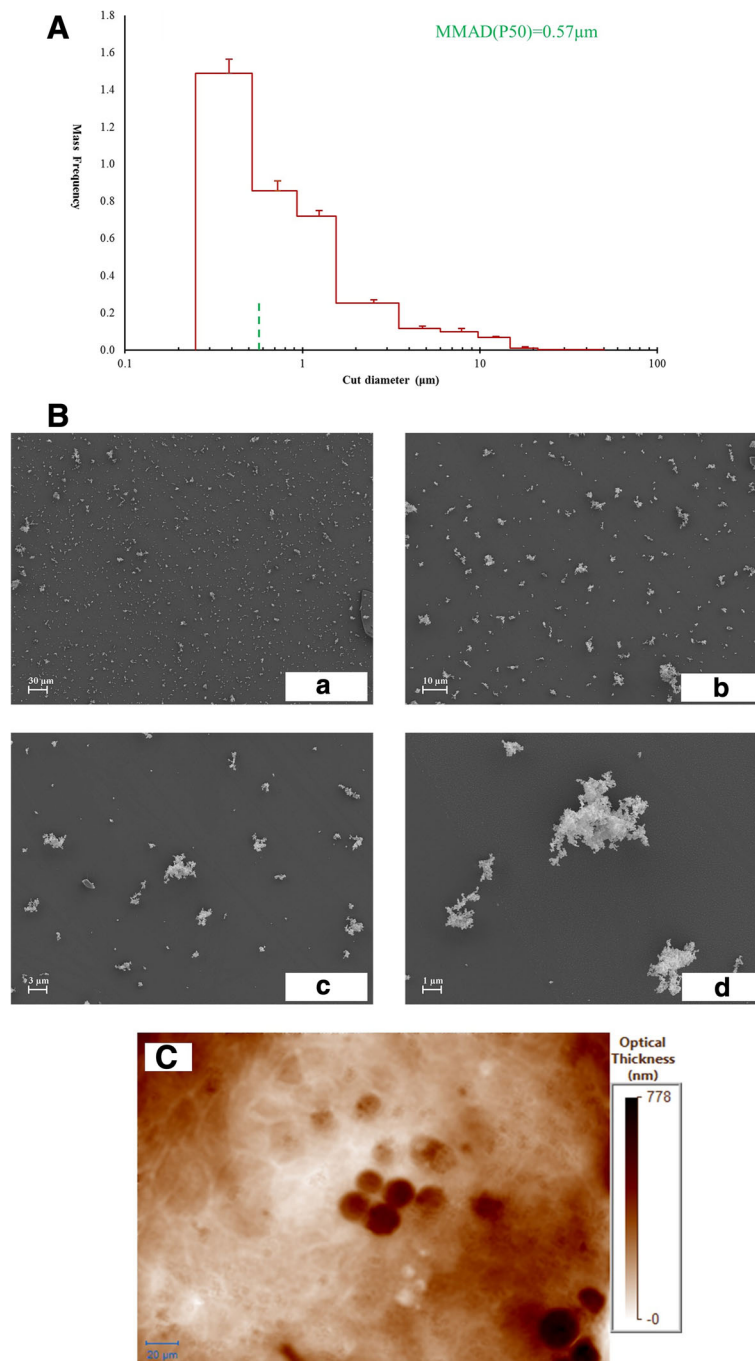 A
MMAD(P50)=0.57µm
1.8
1.6
1.4
1.2
1.0
0.8
0.6
0.4
0.2
0.0
Mass Frequency
0.1
1
10
100
Cut diameter (µm)
B
30 µm
a
10 µm
b
3 µm
c
1 µm
d
C
20 µm
Optical
Thickness
(nm)
778
-0